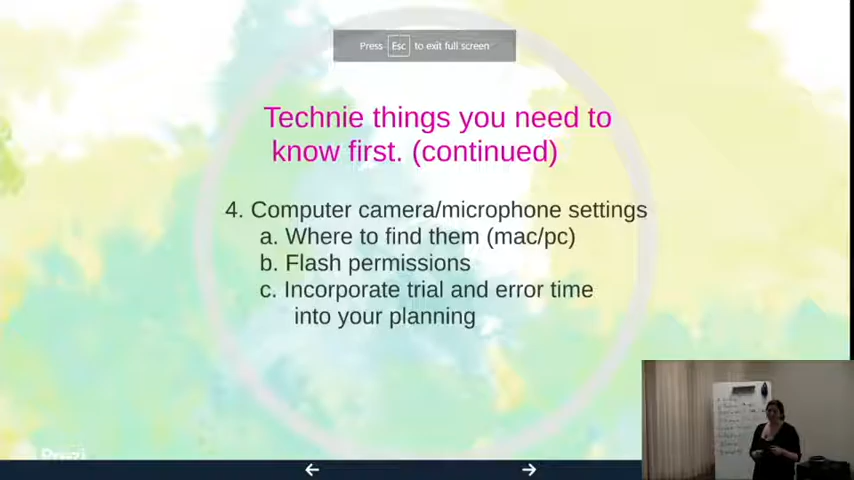 Press Esc to exit full screen
Technie things you need to
know first. (continued)
4. Computer camera/microphone settings
a. Where to find them (mac/pc)
b. Flash permissions
c. Incorporate trial and error time
into your planning
Prezi